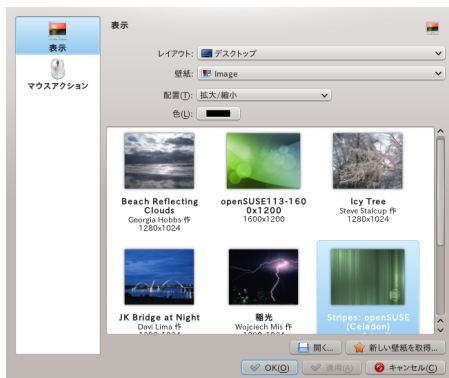 表示
マウスアクション
表示
レイアウト: デスクトップ
壁紙: Image
配置(T): 拡大/縮小
色(L):
Beach Reflecting
Clouds
Georgia Hobbs 作
1280x1024
openSUSE113-160
0x1200
1600x1200
Icy Tree
Steve Stalcup 作
1280x1024
JK Bridge at Night
Davi Lima 作
1280x1024
稲光
Wojciech Mis 作
1280x1024
Stripes: openSUSE
(Celadon)
開く...
新しい壁紙を取得...
OK(O)
適用(A)
キャンセル(C)